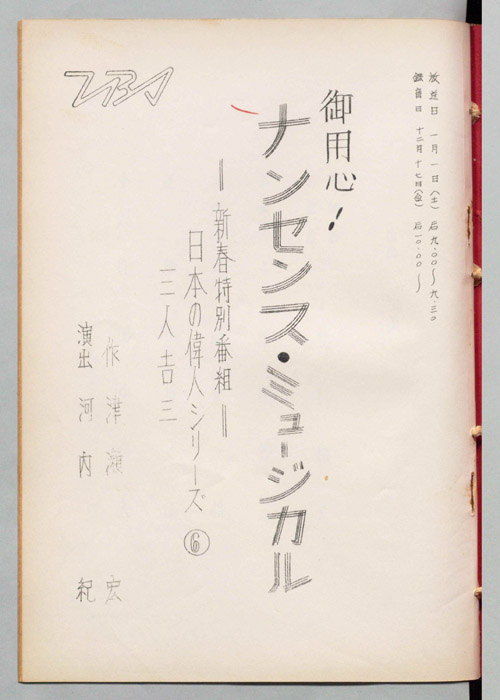 放送日 一月一日(土) 后九・〇〇〜九・三〇
録音日 十二月十七日(金) 后一〇・〇〇〜
御用心!
ナンセンス・ミュージカル
ー新春特別番組ー
日本の偉人シリーズ⑥
三人吉三
作 津瀬 宏
演出 河内 紀
TBS